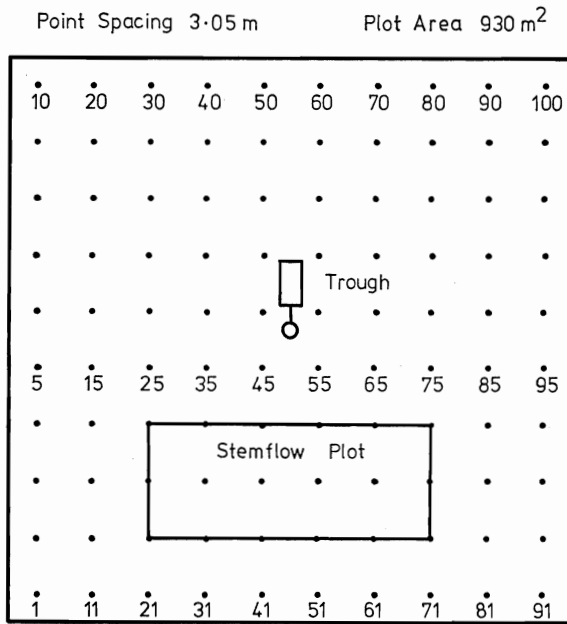 Point Spacing 3·05 m Plot Area 930 m²
10 20 30 40 50 60 70 80 90 100
Trough
5 15 25 35 45 55 65 75 85 95
Stemflow Plot
1 11 21 31 41 51 61 71 81 91